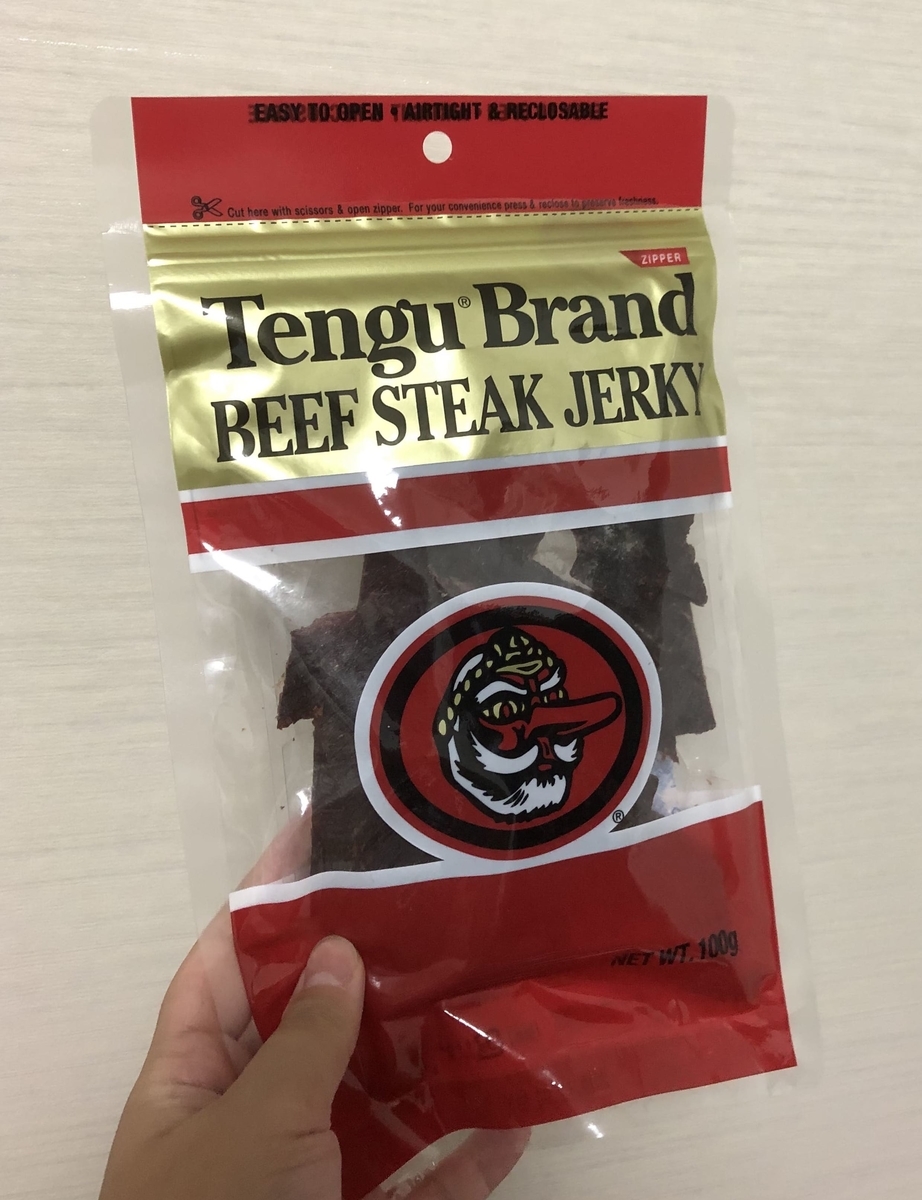 EASY TO OPEN • AIRTIGHT & RECLOSABLE
Cut here with scissors & open zipper. For your convenience press & reclose to preserve freshness.
ZIPPER
Tengu® Brand
BEEF STEAK JERKY
®
NET WT. 100g